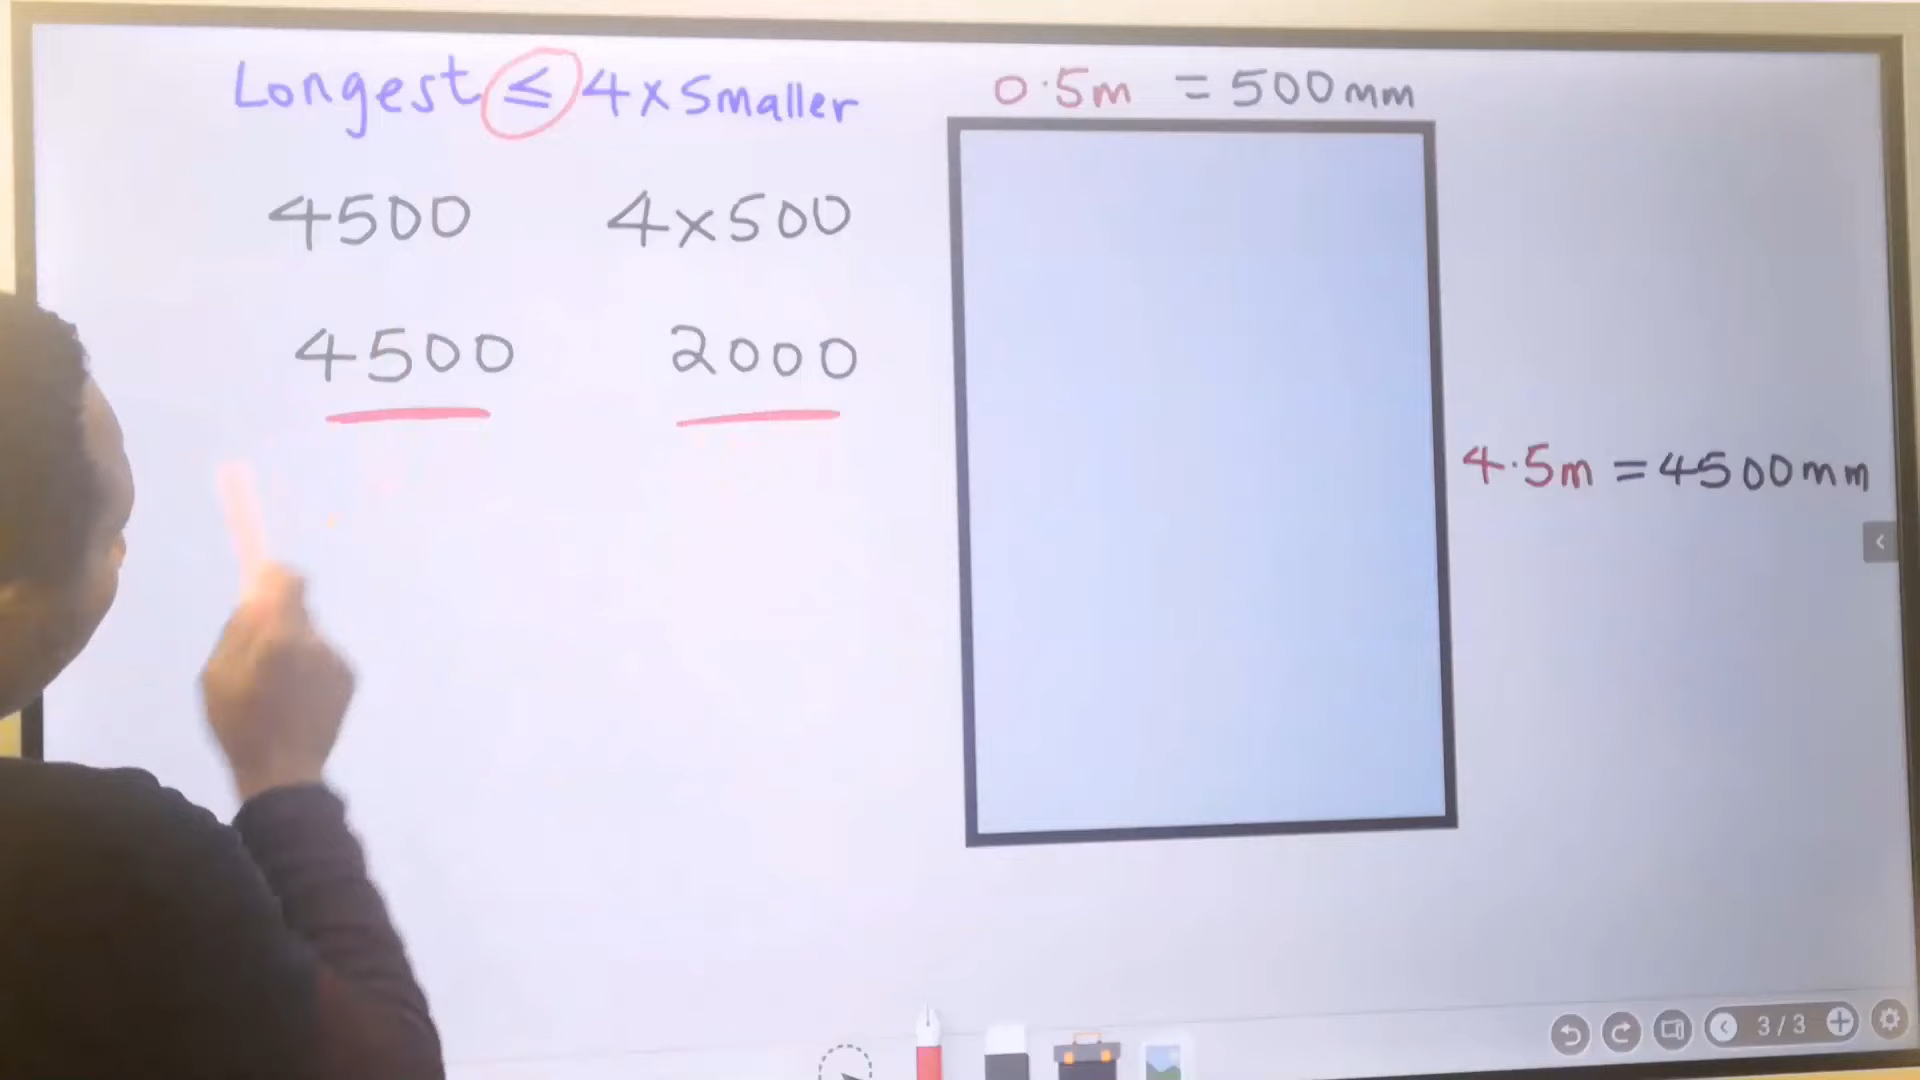 Longest ≤ 4 x Smaller
0.5m = 500mm
4500 4x500
4500 2000
4.5m = 4500mm
3/3